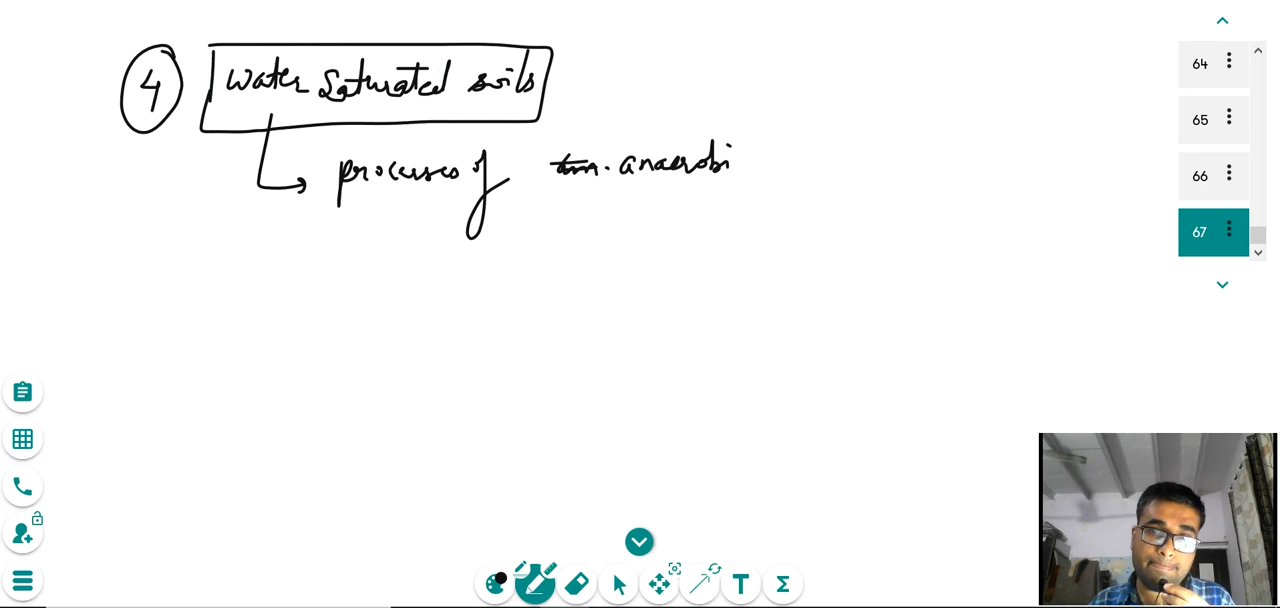 4 Water Saturated soils
processes of anaerobi
64
65
66
67
T
Σ